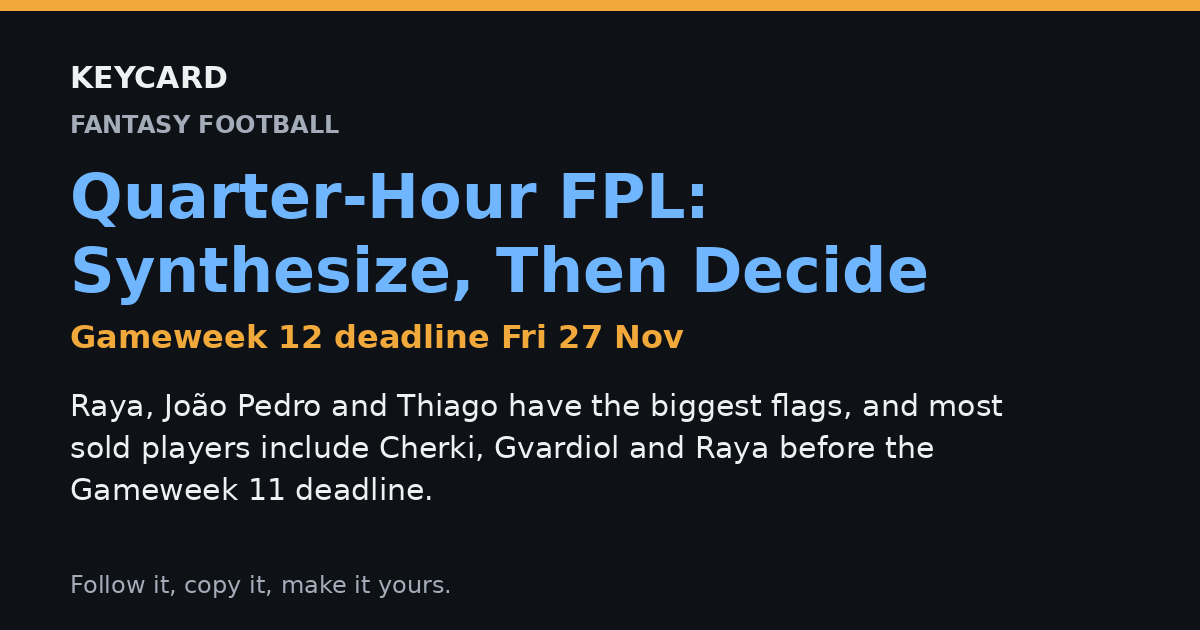 KEYCARD
FANTASY FOOTBALL
Quarter-Hour FPL:
Synthesize, Then Decide
Gameweek 12 deadline Fri 27 Nov
Raya, João Pedro and Thiago have the biggest flags, and most
sold players include Cherki, Gvardiol and Raya before the
Gameweek 11 deadline.
Follow it, copy it, make it yours.